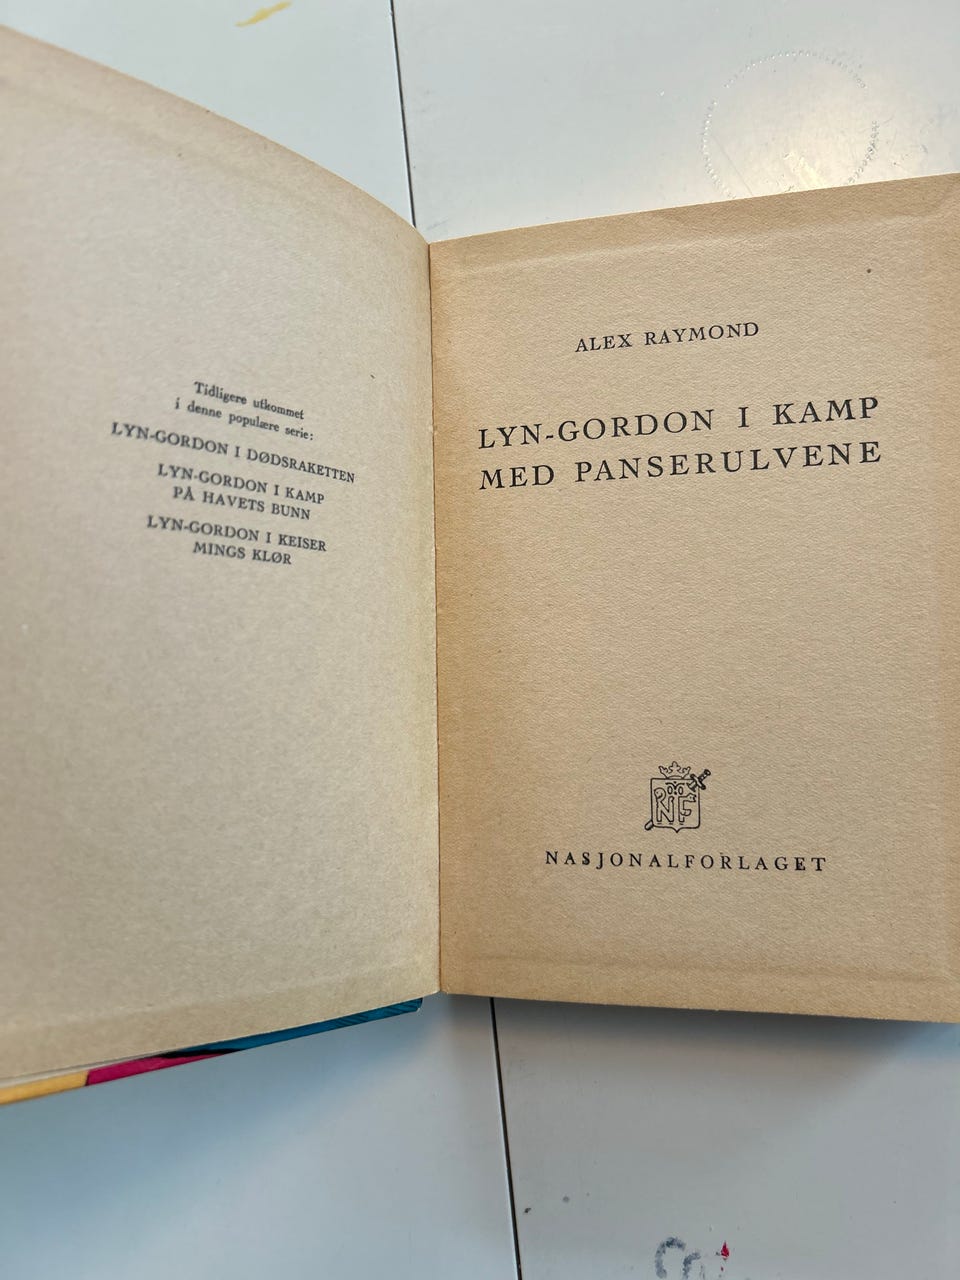 Tidligere utkommet
i denne populære serie:
LYN-GORDON I DØDSRAKETTEN
LYN-GORDON I KAMP
PÅ HAVETS BUNN
LYN-GORDON I KEISER
MINGS KLØR
ALEX RAYMOND
LYN-GORDON I KAMP
MED PANSERULVENE
NF
NASJONALFORLAGET